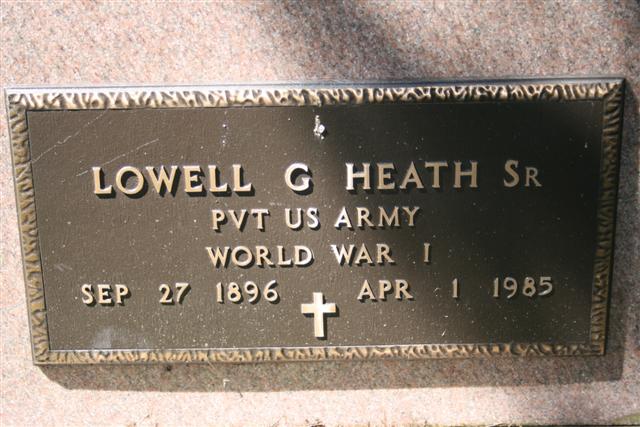 LOWELL G HEATH SR
PVT US ARMY
WORLD WAR I
SEP 27 1896 APR 1 1985